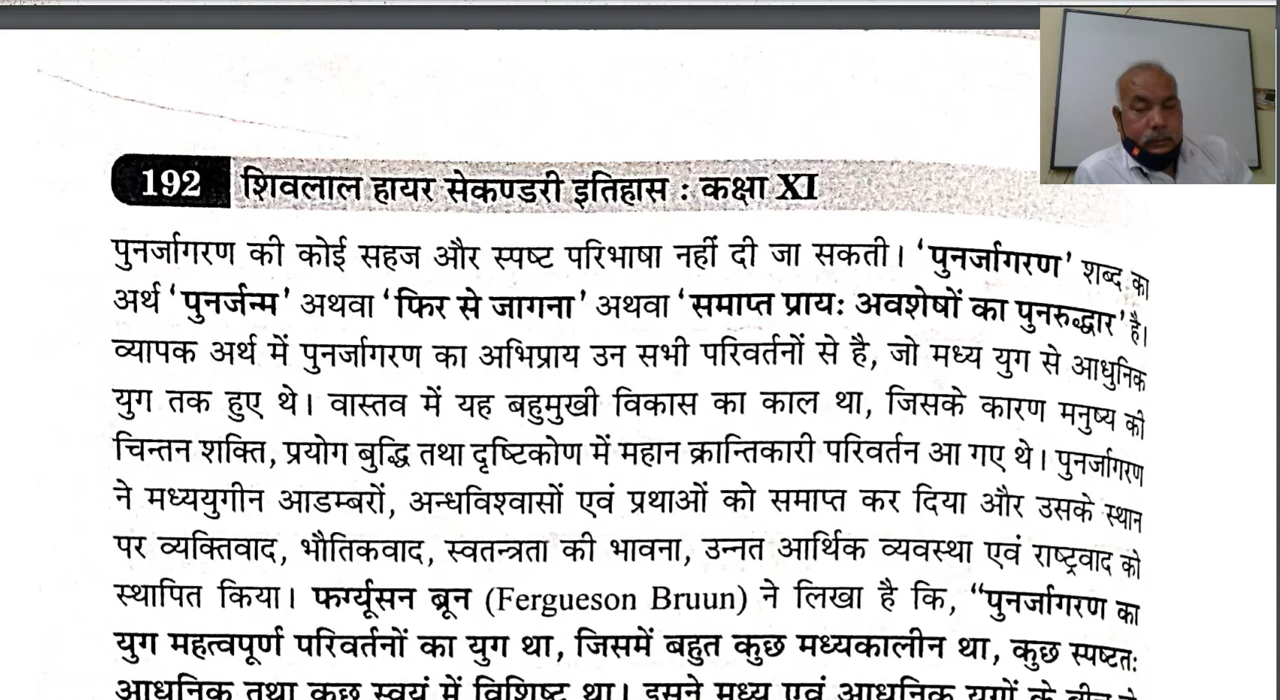 192 शिवलाल हायर सेकण्डरी इतिहास : कक्षा XI
पुनर्जागरण की कोई सहज और स्पष्ट परिभाषा नहीं दी जा सकती। ‘पुनर्जागरण’ शब्द का
अर्थ ‘पुनर्जन्म’ अथवा ‘फिर से जागना’ अथवा ‘समाप्त प्रायः अवशेषों का पुनरुद्धार’ है।
व्यापक अर्थ में पुनर्जागरण का अभिप्राय उन सभी परिवर्तनों से है, जो मध्य युग से आधुनिक
युग तक हुए थे। वास्तव में यह बहुमुखी विकास का काल था, जिसके कारण मनुष्य की
चिन्तन शक्ति, प्रयोग बुद्धि तथा दृष्टिकोण में महान क्रान्तिकारी परिवर्तन आ गए थे। पुनर्जागरण
ने मध्ययुगीन आडम्बरों, अन्धविश्वासों एवं प्रथाओं को समाप्त कर दिया और उसके स्थान
पर व्यक्तिवाद, भौतिकवाद, स्वतन्त्रता की भावना, उन्नत आर्थिक व्यवस्था एवं राष्ट्रवाद को
स्थापित किया। फर्ग्यूसन ब्रून (Fergueson Bruun) ने लिखा है कि, “पुनर्जागरण का
युग महत्वपूर्ण परिवर्तनों का युग था, जिसमें बहुत कुछ मध्यकालीन था, कुछ स्पष्टतः
आधुनिक तथा कुछ स्वयं में विशिष्ट था। इसने मध्य एवं आधुनिक युगों के बीच